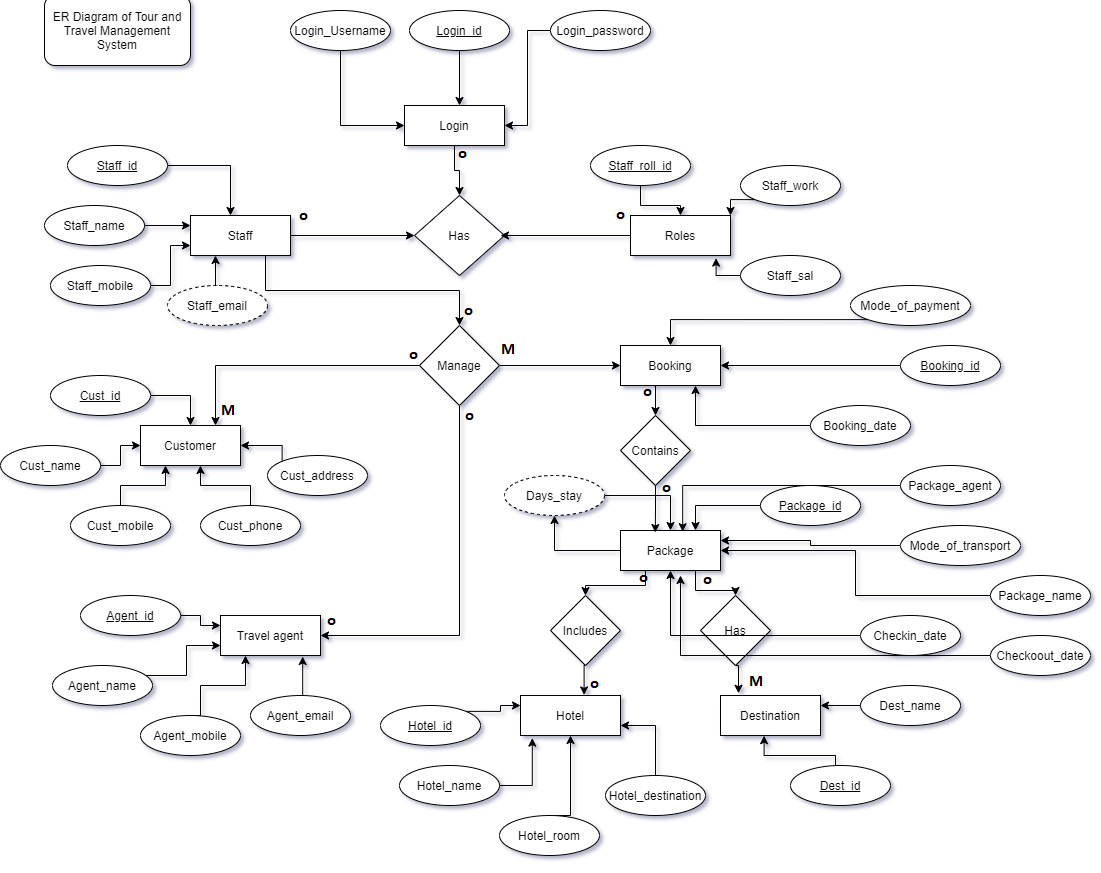 ER Diagram of Tour and
Travel Management
System
Login_Username
Login_id
Login_password
Login
o
Staff_id
Staff_roll_id
Staff_work
Staff_name
Staff
o
Has
o
Roles
Staff_mobile
Staff_email
Staff_sal
Mode_of_payment
o
o
Manage
M
Booking
Booking_id
Cust_id
M
o
o
Booking_date
Customer
Contains
Cust_name
Cust_address
Cust_mobile
Cust_phone
Days_stay
o
Package_agent
Package_id
Package
Mode_of_transport
o
o
Package_name
Agent_id
o
Travel agent
Includes
Has
Checkin_date
Checkoout_date
Agent_name
o
M
Agent_mobile
Agent_email
Hotel_id
Hotel
Destination
Dest_name
Hotel_name
Hotel_destination
Dest_id
Hotel_room